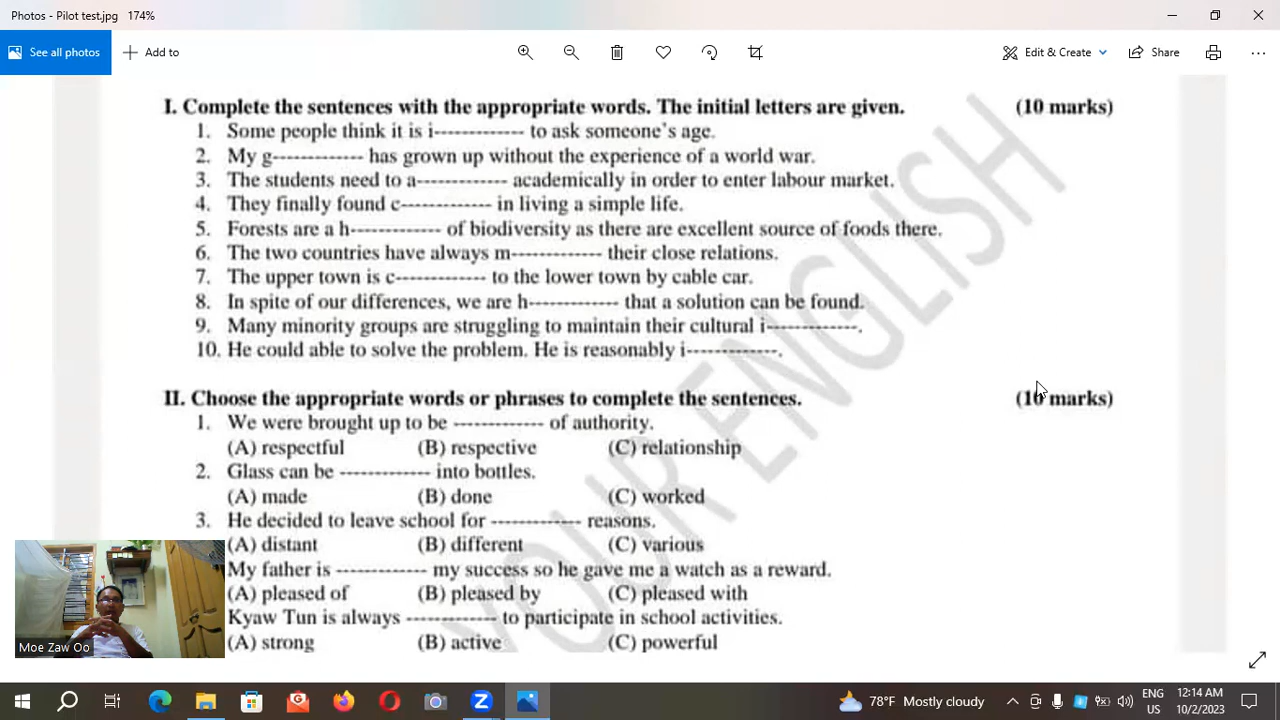 Photos - Pilot test.jpg   174%
See all photos
Add to
Edit & Create
Share
I. Complete the sentences with the appropriate words. The initial letters are given. (10 marks)
1. Some people think it is i------------- to ask someone's age.
2. My g------------- has grown up without the experience of a world war.
3. The students need to a------------- academically in order to enter labour market.
4. They finally found c------------- in living a simple life.
5. Forests are a h------------- of biodiversity as there are excellent source of foods there.
6. The two countries have always m------------- their close relations.
7. The upper town is c------------- to the lower town by cable car.
8. In spite of our differences, we are h------------- that a solution can be found.
9. Many minority groups are struggling to maintain their cultural i-------------.
10. He could able to solve the problem. He is reasonably i-------------.
II. Choose the appropriate words or phrases to complete the sentences. (10 marks)
1. We were brought up to be ------------- of authority.
(A) respectful (B) respective (C) relationship
2. Glass can be ------------- into bottles.
(A) made (B) done (C) worked
3. He decided to leave school for ------------- reasons.
(A) distant (B) different (C) various
My father is ------------- my success so he gave me a watch as a reward.
(A) pleased of (B) pleased by (C) pleased with
Kyaw Tun is always ------------- to participate in school activities.
(A) strong (B) active (C) powerful
YOUR ENGLISH
Moe Zaw Oo
78°F Mostly cloudy
ENG
US
12:14 AM
10/2/2023